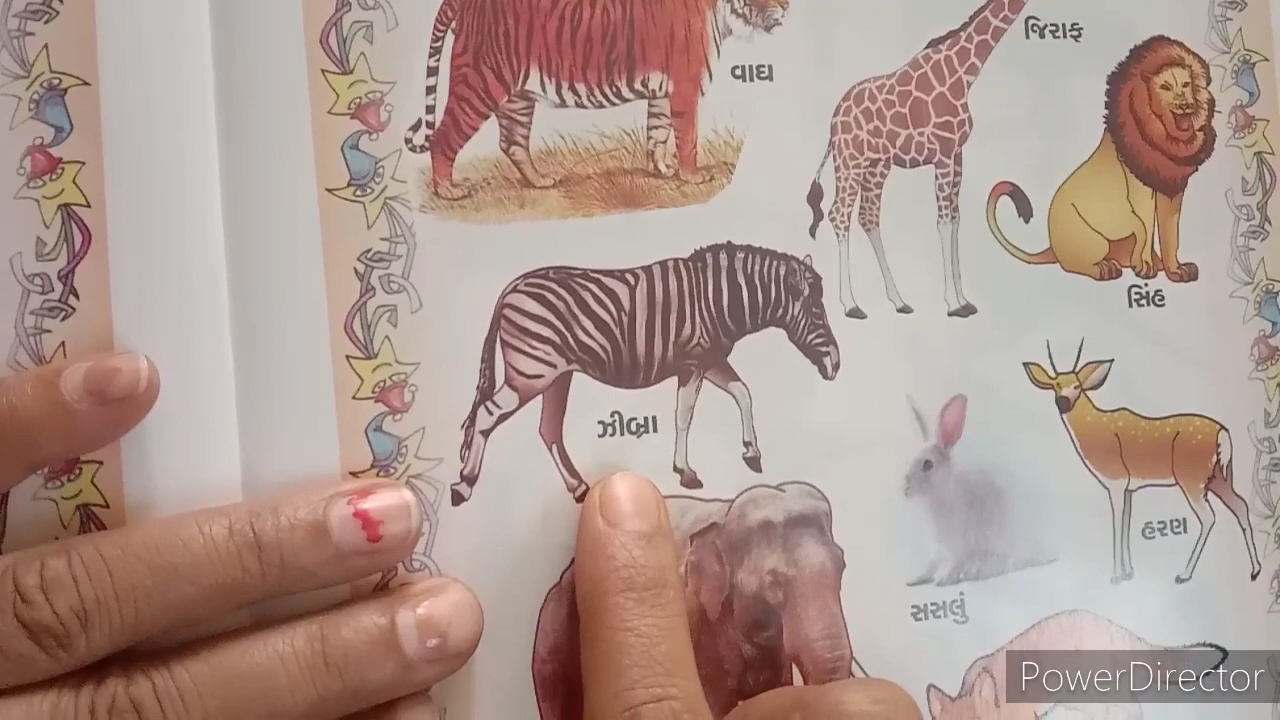 જિરાફ
વાઘ
સિંહ
ઝીબ્રા
હરણ
સસલું
PowerDirector